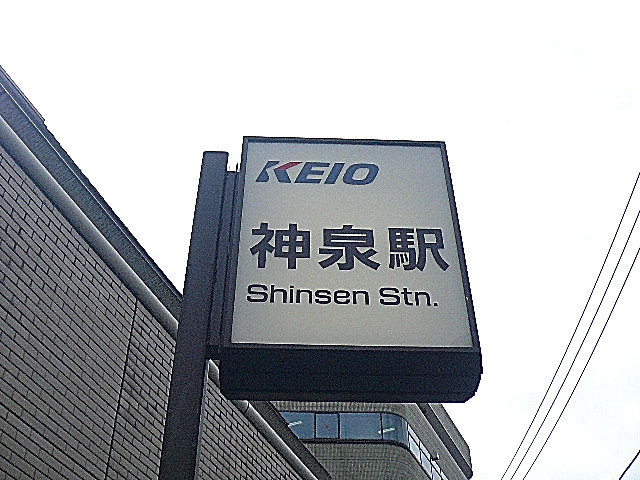 KEIO
神泉駅
Shinsen Stn.